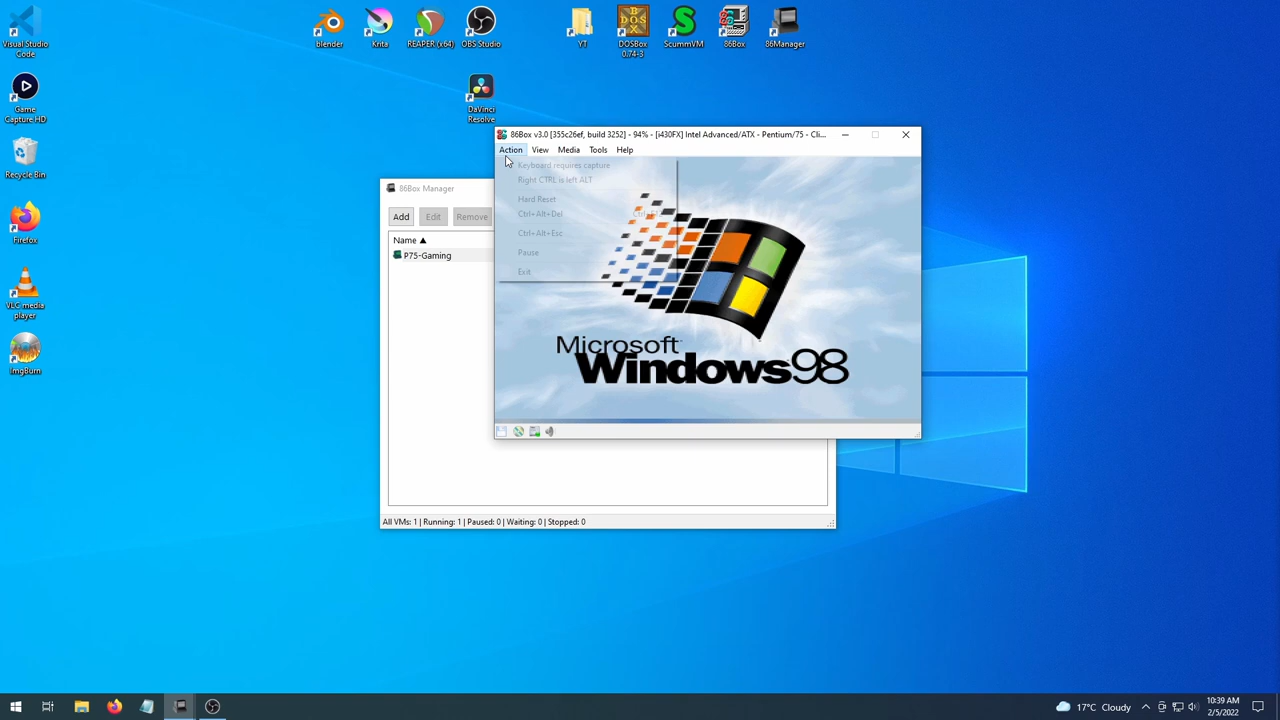 Visual Studio
Code
blender
Krita
REAPER (x64)
OBS Studio
YT
DOSBox
0.74-3
ScummVM
86Box
86Manager
Game
Capture HD
DaVinci
Resolve
Recycle Bin
Firefox
VLC media
player
ImgBurn
86Box v3.0 [355c26ef, build 3252] - 94% - [i430FX] Intel Advanced/ATX - Pentium/75 - Cli...
Action View Media Tools Help
Keyboard requires capture
Right CTRL is left ALT
Hard Reset
Ctrl+Alt+Del
Ctrl+Alt+Esc
Pause
Exit
Microsoft
Windows98
86Box Manager
Add Edit Remove
Name
P75-Gaming
All VMs: 1 | Running: 1 | Paused: 0 | Waiting: 0 | Stopped: 0
17°C Cloudy
10:39 AM
2/5/2022